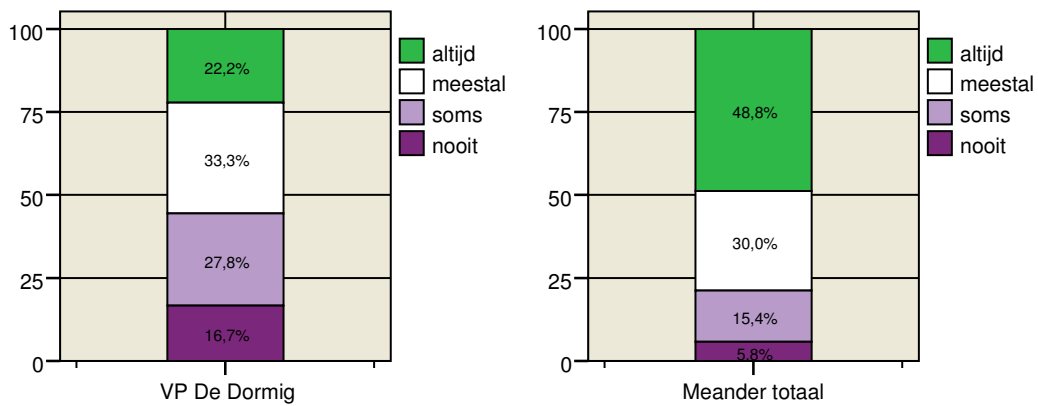 100
75
50
25
0
22,2%
33,3%
27,8%
16,7%
VP De Dormig
altijd
meestal
soms
nooit
100
75
50
25
0
48,8%
30,0%
15,4%
5,8%
Meander totaal
altijd
meestal
soms
nooit